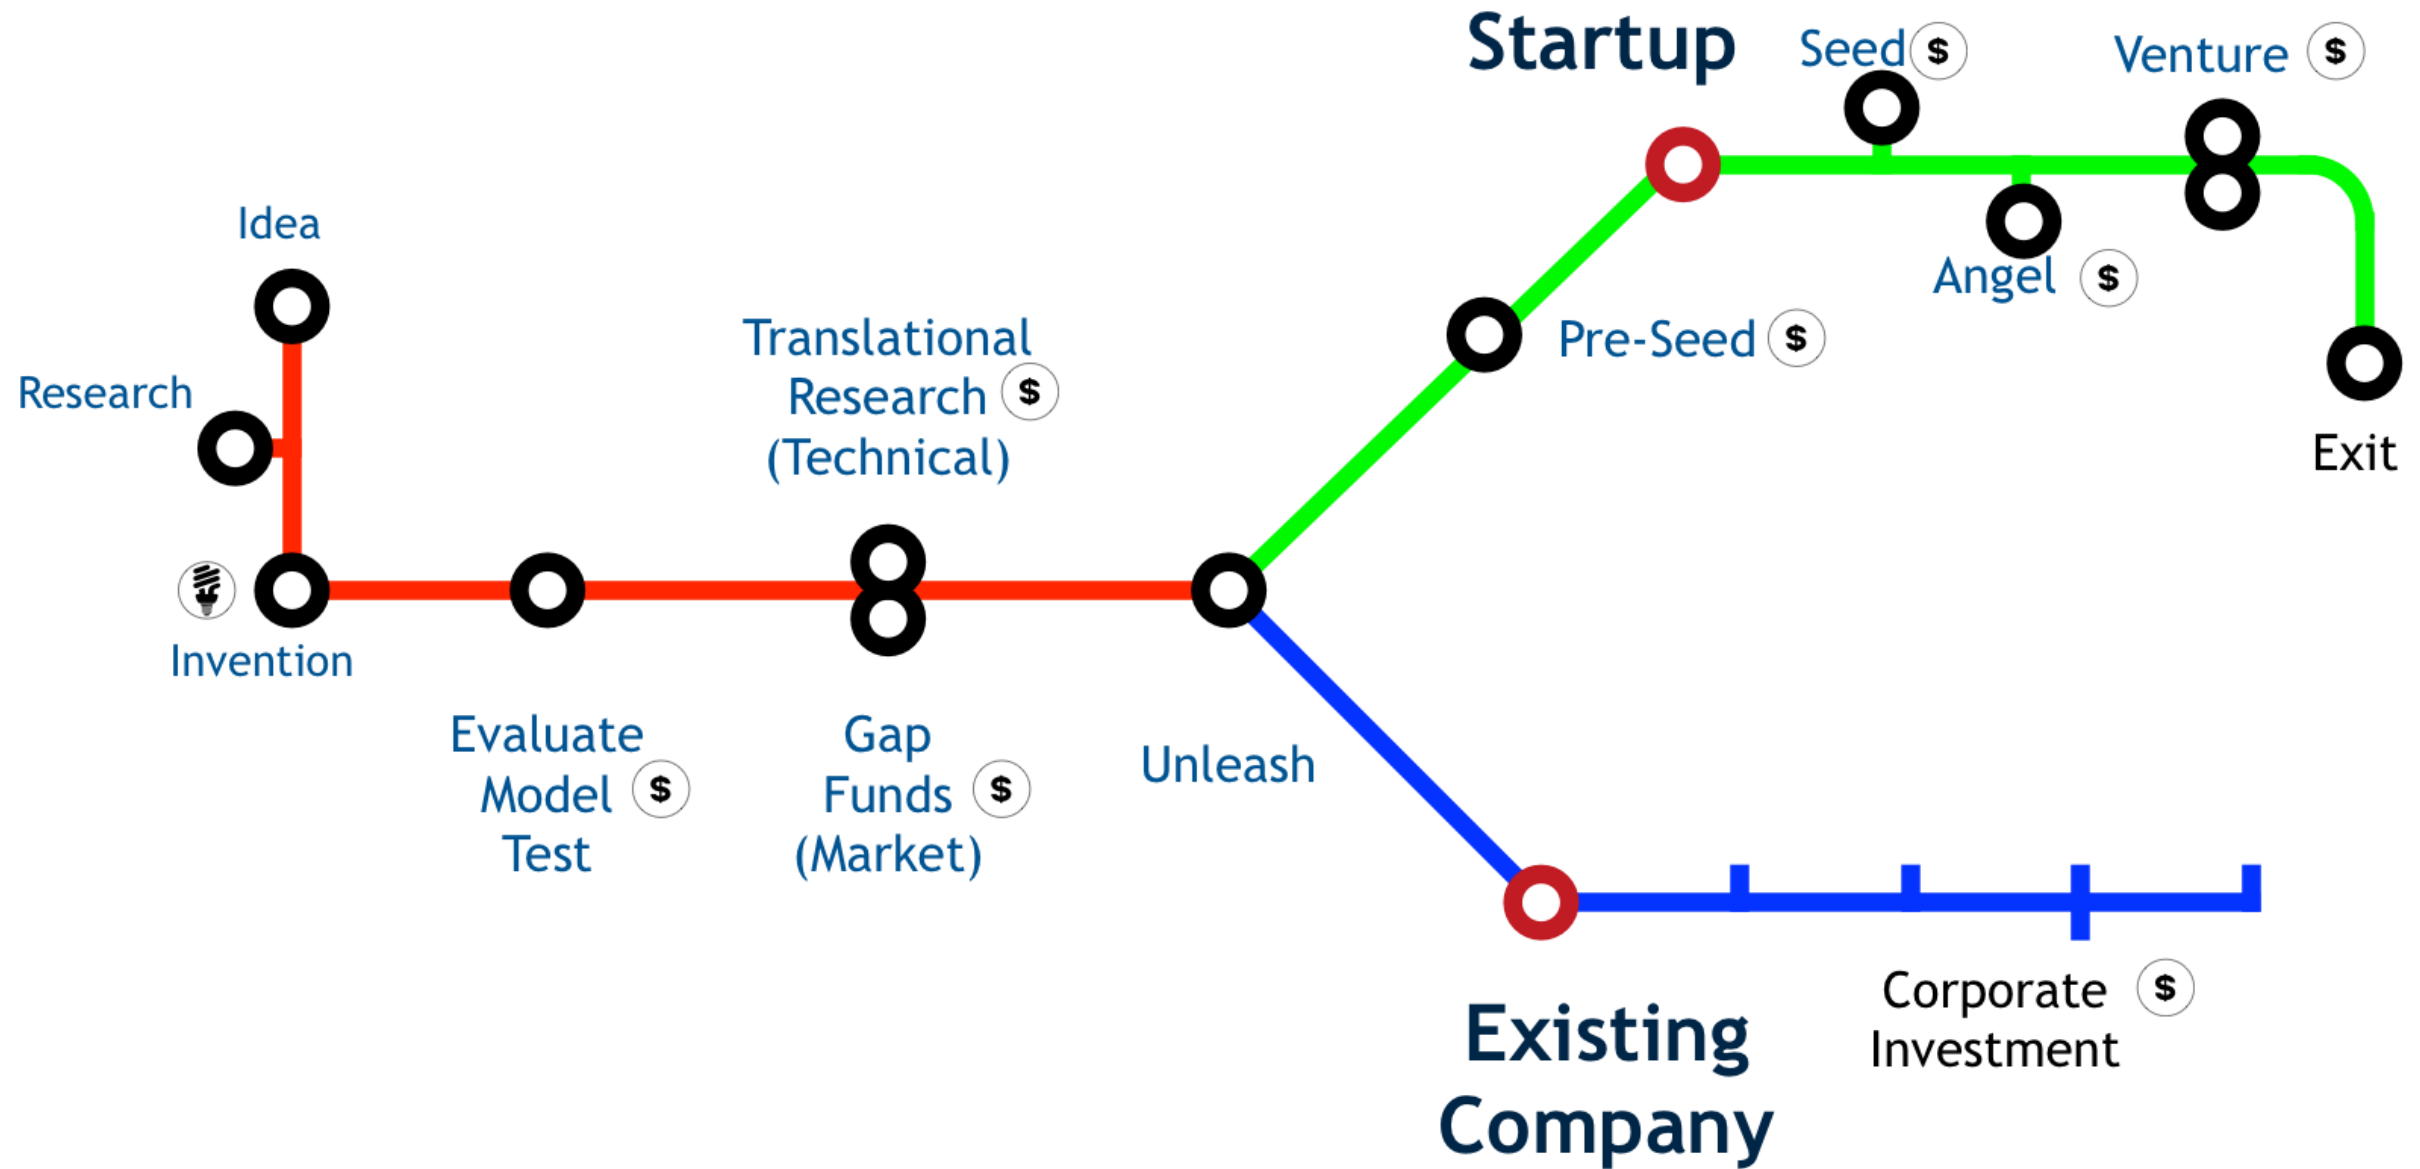 Startup
Seed $
Venture $
Idea
Research
Translational
Research $
(Technical)
Pre-Seed $
Angel $
Exit
Invention
Evaluate
Model $
Test
Gap
Funds $
(Market)
Unleash
Existing
Company
Corporate $
Investment